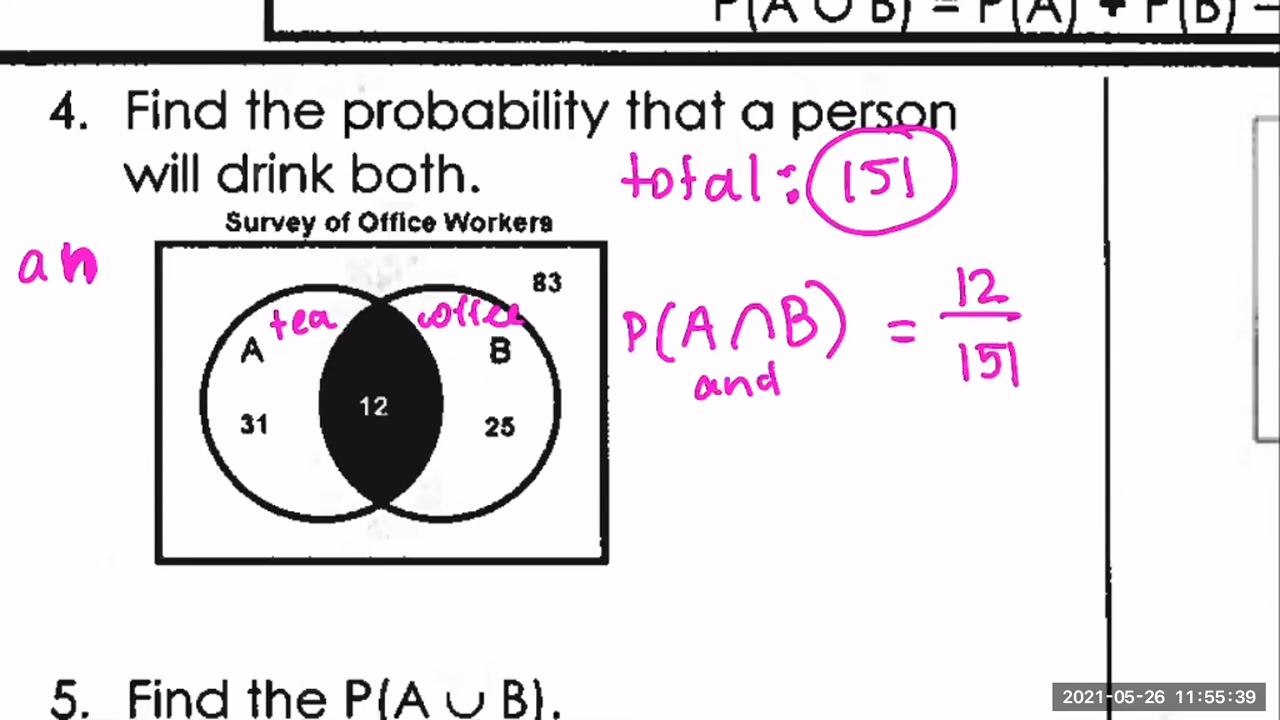 P(A ∪ B) = P(A) + P(B) –
4. Find the probability that a person
will drink both.
total: 151
Survey of Office Workers
an
83
tea
coffee
A
B
31
12
25
P(A ∩ B) = 12/151
and
5. Find the P(A ∪ B).
2021-05-26 11:55:39